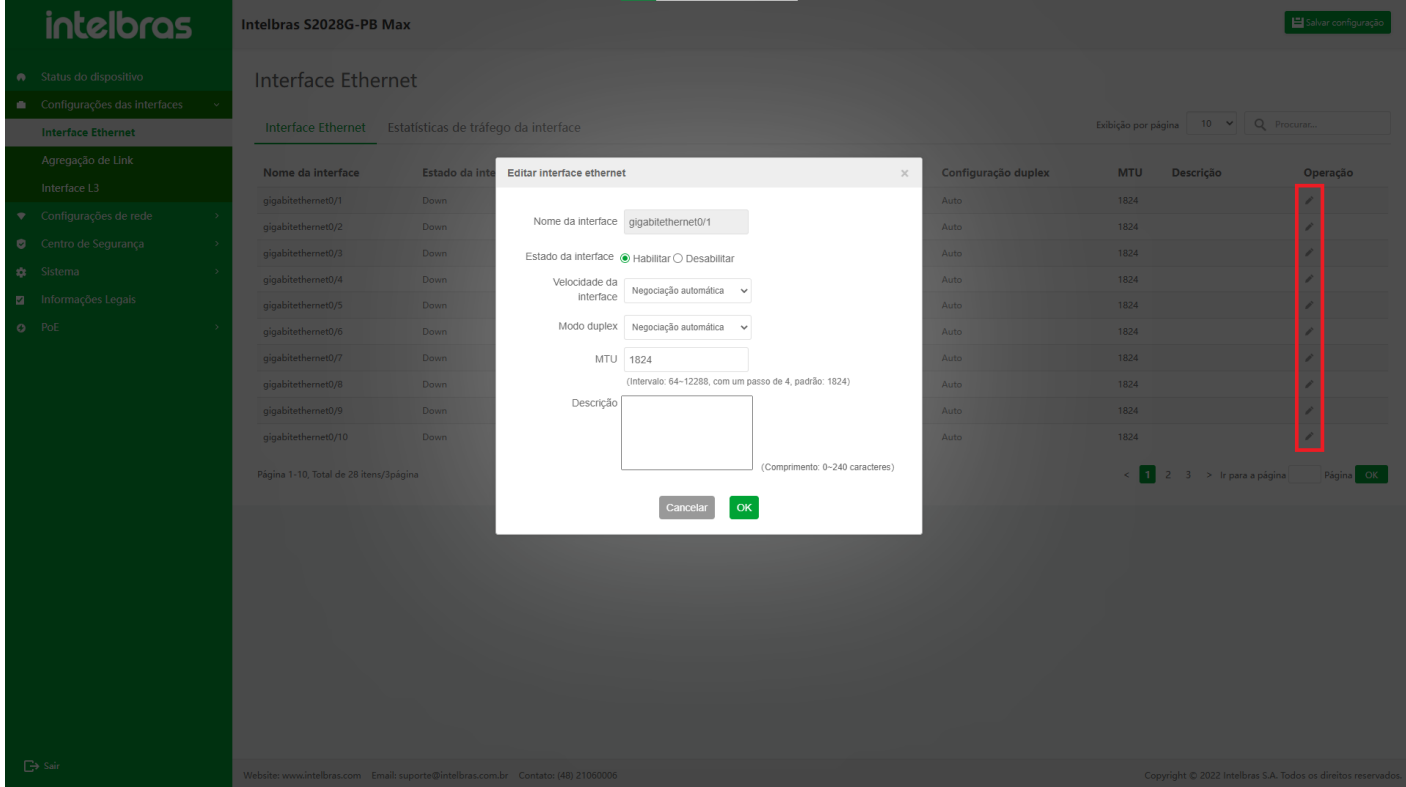 intelbras
Intelbras S2028G-PB Max
Salvar configuração
Status do dispositivo
Configurações das interfaces
Interface Ethernet
Agregação de Link
Interface L3
Configurações de rede
Centro de Segurança
Sistema
Informações Legais
PoE
Sair
Interface Ethernet
Interface Ethernet Estatísticas de tráfego da interface
Exibição por página 10 Procurar...
Nome da interface Estado da inte Configuração duplex MTU Descrição Operação
gigabitethernet0/1 Down Auto 1824
gigabitethernet0/2 Down Auto 1824
gigabitethernet0/3 Down Auto 1824
gigabitethernet0/4 Down Auto 1824
gigabitethernet0/5 Down Auto 1824
gigabitethernet0/6 Down Auto 1824
gigabitethernet0/7 Down Auto 1824
gigabitethernet0/8 Down Auto 1824
gigabitethernet0/9 Down Auto 1824
gigabitethernet0/10 Down Auto 1824
Página 1-10, Total de 28 itens/3página
< 1 2 3 > Ir para a página Página OK
Editar interface ethernet x
Nome da interface gigabitethernet0/1
Estado da interface Habilitar Desabilitar
Velocidade da
interface Negociação automática
Modo duplex Negociação automática
MTU 1824
(Intervalo: 64~12288, com um passo de 4, padrão: 1824)
Descrição
(Comprimento: 0~240 caracteres)
Cancelar OK
Website: www.intelbras.com Email: suporte@intelbras.com.br Contato: (48) 21060006
Copyright © 2022 Intelbras S.A. Todos os direitos reservados.